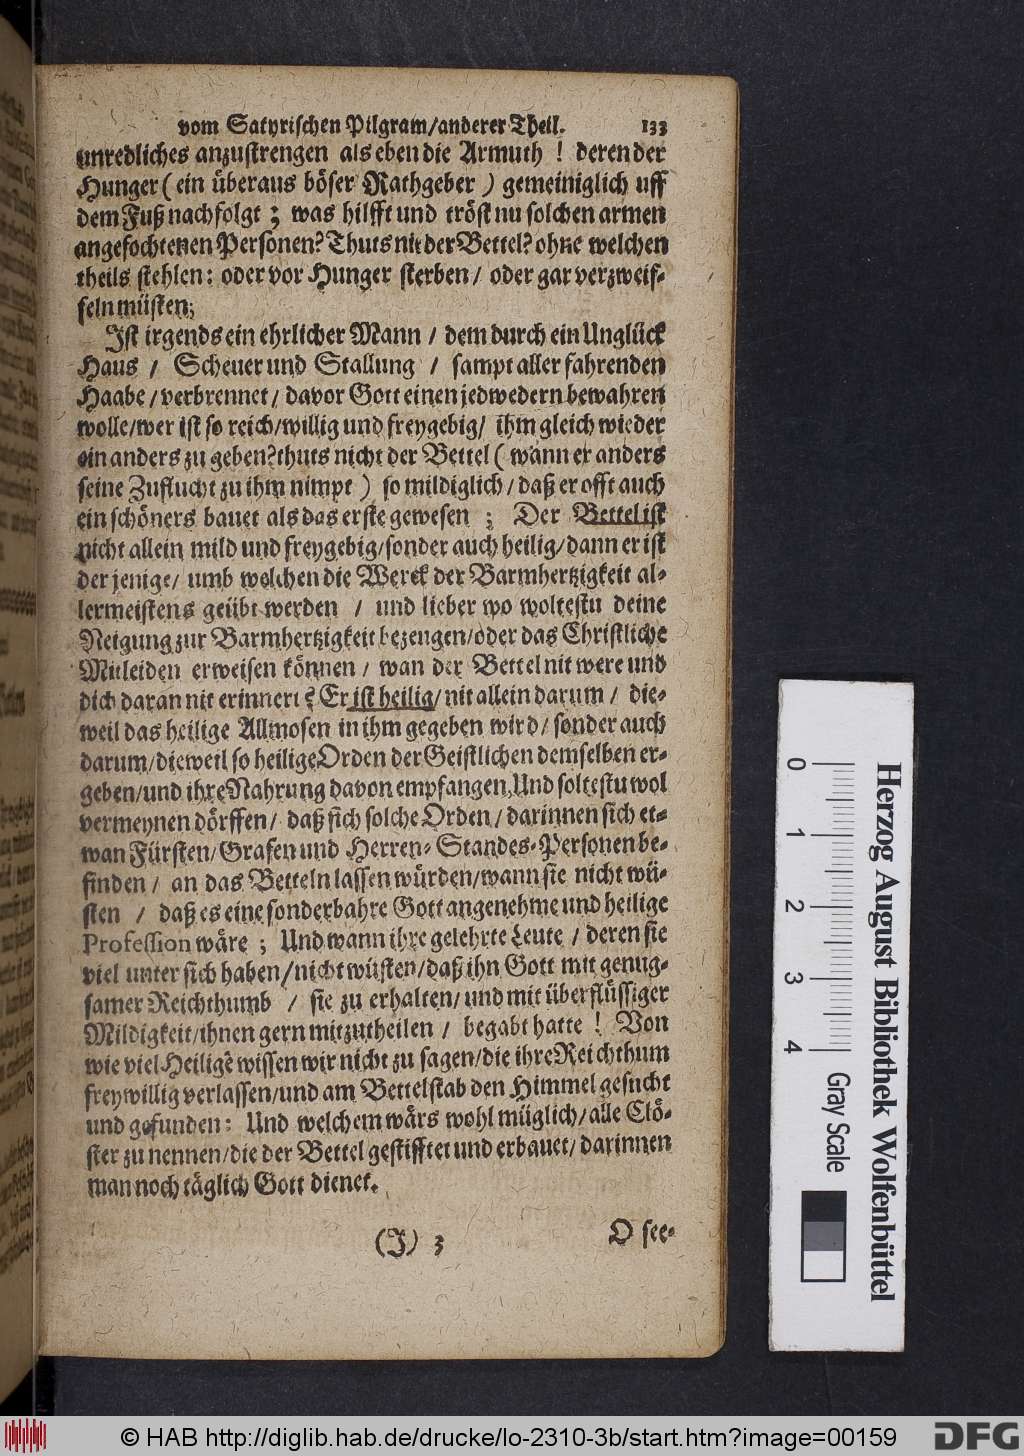 vom Satyrischen Pilgram/anderer Theil. 133
unredliches anzustrengen als eben die Armuth ! deren der
Hunger ( ein überaus böser Rathgeber ) gemeiniglich uff
dem Fuß nachfolgt ; was hilfft und tröst nu solchen armen
angefochtenen Personen? Thuts nit der Bettel? ohne welchen
theils stehlen: oder vor Hunger sterben / oder gar verzweif-
feln müsten;
Ist irgends ein ehrlicher Mann / dem durch ein Unglück
Haus / Scheuer und Stallung / sampt aller fahrenden
Haabe / verbrennet / davor Gott einen jedwedern bewahren
wolle/wer ist so reich/willig und freygebig/ ihm gleich wieder
ein anders zu geben? thuts nicht der Bettel ( wann er anders
seine Zuflucht zu ihm nimpt ) so mildiglich / daß er offt auch
ein schöners bauet als das erste gewesen ; Der Bettel ist
nicht allein mild und freygebig/sonder auch heilig/dann er ist
der jenige/ umb welchen die Werck der Barmhertzigkeit al-
lermeistens geübt werden / und lieber wo woltestu deine
Neigung zur Barmhertzigkeit bezeugen/oder das Christliche
Mitleiden erweisen können / wan der Bettel nit were und
dich daran nit erinnert ? Er ist heilig/ nit allein darum / die-
weil das heilige Allmosen in ihm gegeben wird/ sonder auch
darum/dieweil so heilige Orden der Geistlichen demselben er-
geben/und ihre Nahrung davon empfangen, Und soltestu wol
vermeynen dörffen/ daß sich solche Orden / darinnen sich et-
wan Fürsten/Grafen und Herren- Standes-Personen be-
finden / an das Betteln lassen würden/wann sie nicht wü-
sten / daß es eine sonderbahre Gott angenehme und heilige
Profession wäre ; Und wann ihre gelehrte Leute / deren sie
viel unter sich haben/nicht wüsten/daß ihn Gott mit genug-
samer Reichthumb / sie zu erhalten/ und mit überflüssiger
Mildigkeit/ihnen gern mitzutheilen / begabt hatte ! Von
wie viel Heilige wissen wir nicht zu sagen/die ihre Reichthum
freywillig verlassen/und am Bettelstab den Himmel gesucht
und gefunden: Und welchem wärs wohl müglich/ alle Clö-
ster zu nennen/die der Bettel gestifftet und erbauet/ darinnen
man noch täglich Gott dienet.
(J) 3 O see-
0 1 2 3 4 Gray Scale
Herzog August Bibliothek Wolfenbüttel
© HAB http://diglib.hab.de/drucke/lo-2310-3b/start.htm?image=00159
DFG